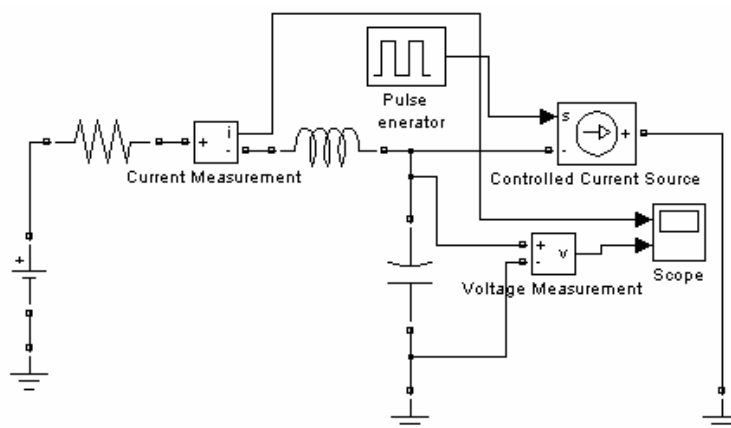 Pulse
enerator
i
+
-
Current Measurement
s
+
-
Controlled Current Source
+
+
-
v
Voltage Measurement
Scope